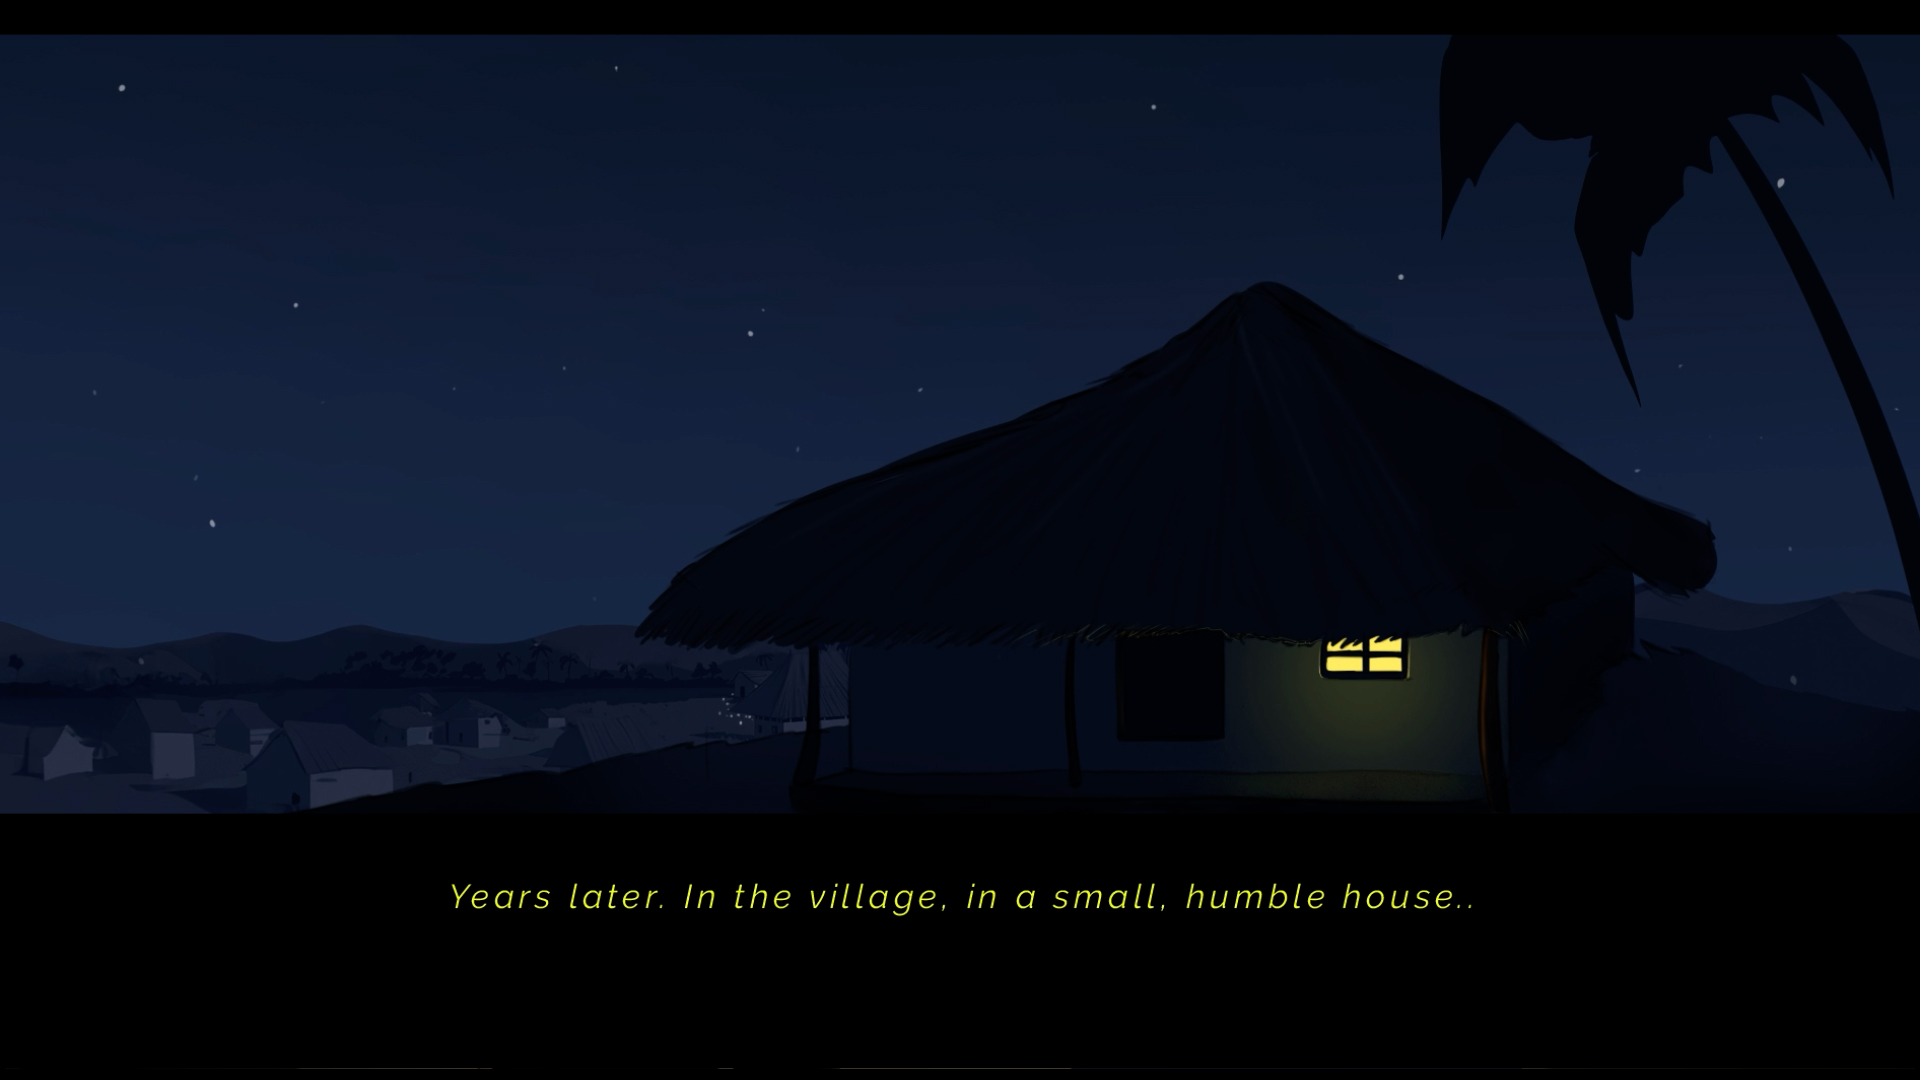 Years later. In the village, in a small, humble house..